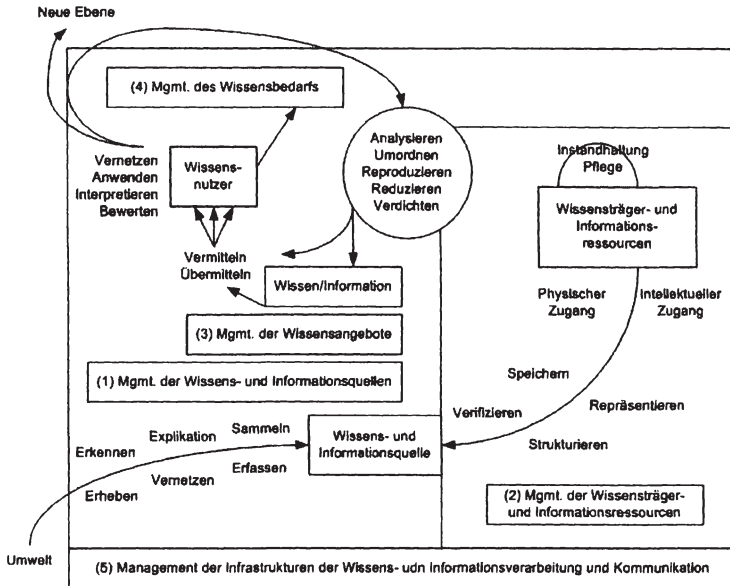 Neue Ebene
(4) Mgmt. des Wissensbedarfs
Analysieren
Umordnen
Reproduzieren
Reduzieren
Verdichten
Vernetzen
Anwenden
Interpretieren
Bewerten
Wissens-
nutzer
Vermitteln
Übermitteln
Wissen/Information
(3) Mgmt. der Wissensangebote
(1) Mgmt. der Wissens- und Informationsquellen
Instandhaltung
Pflege
Wissensträger- und
Informations-
ressourcen
Physischer
Zugang
Intellektueller
Zugang
Speichern
Verifizieren
Repräsentieren
Strukturieren
Erkennen
Explikation
Sammeln
Erheben
Vernetzen
Erfassen
Wissens- und
Informationsquelle
(2) Mgmt. der Wissensträger-
und Informationsressourcen
Umwelt
(5) Management der Infrastrukturen der Wissens- udn Informationsverarbeitung und Kommunikation